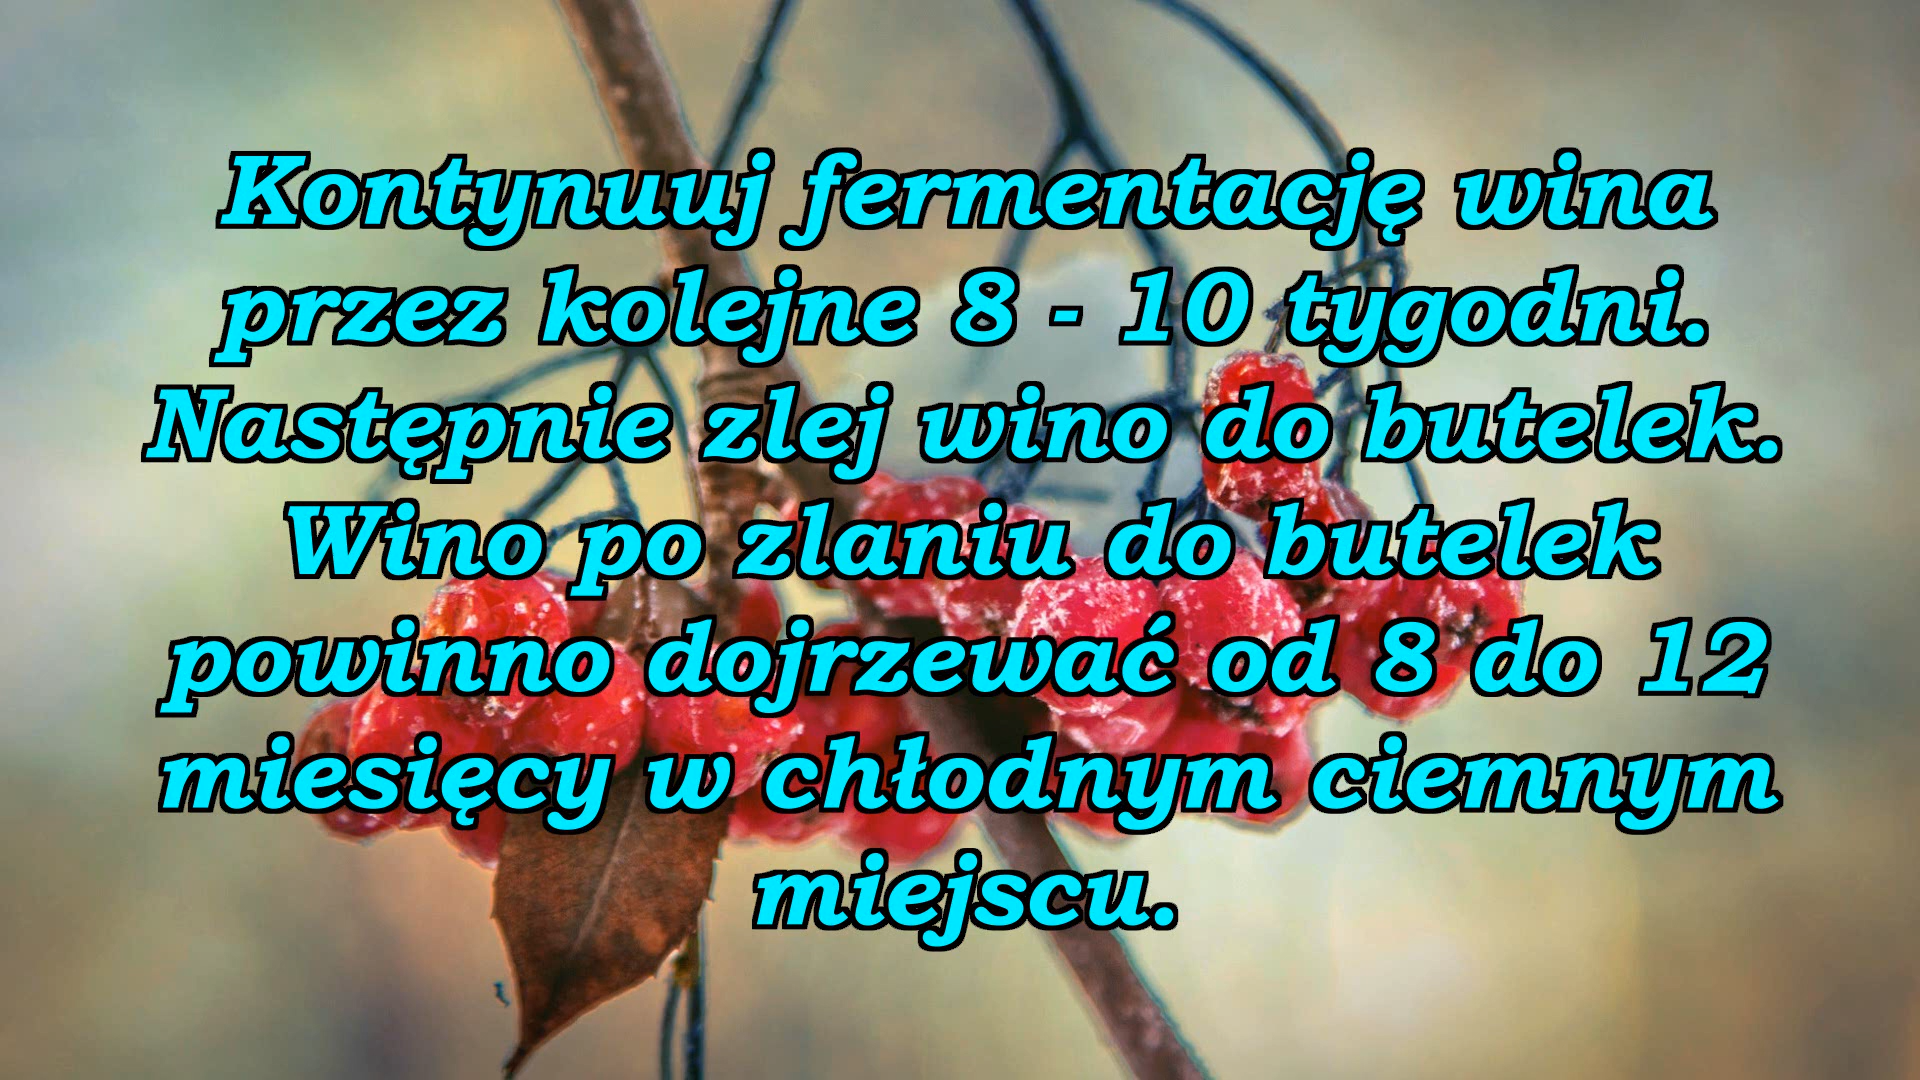 Kontynuuj fermentację wina
przez kolejne 8 - 10 tygodni.
Następnie zlej wino do butelek.
Wino po zlaniu do butelek
powinno dojrzewać od 8 do 12
miesięcy w chłodnym ciemnym
miejscu.